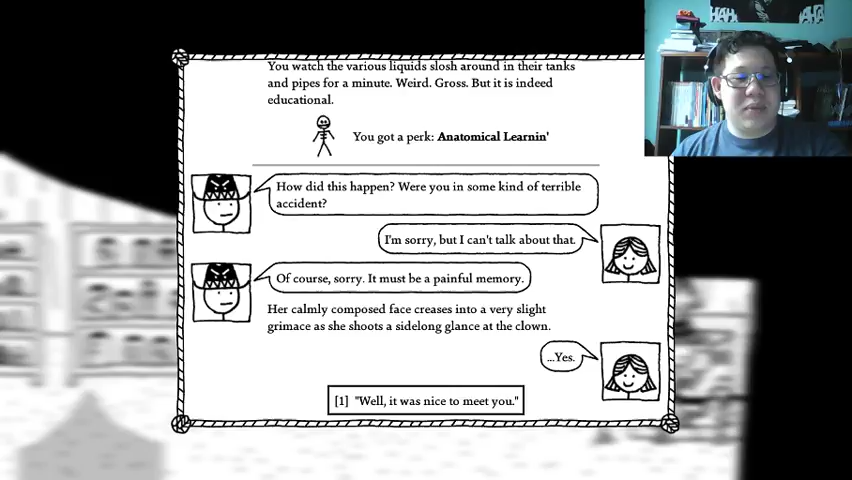 You watch the various liquids slosh around in their tanks
and pipes for a minute. Weird. Gross. But it is indeed
educational.
You got a perk: Anatomical Learnin'
How did this happen? Were you in some kind of terrible
accident?
I'm sorry, but I can't talk about that.
Of course, sorry. It must be a painful memory.
Her calmly composed face creases into a very slight
grimace as she shoots a sidelong glance at the clown.
...Yes.
[1] "Well, it was nice to meet you."